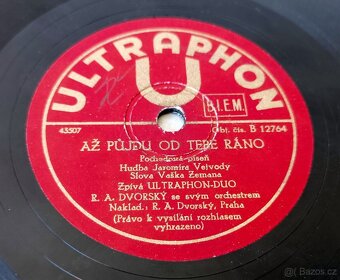 ULTRAPHON
U
B.I.E.M.
43507
Obj. čís. B 12764
AŽ PŮJDU OD TEBE RÁNO
Pochodová píseň
Hudba Jaromíra Vejvody
Slova Vaška Zemana
Zpívá ULTRAPHON-DUO
R. A. DVORSKÝ se svým orchestrem
Naklad.: R. A. Dvorský, Praha
(Právo k vysílání rozhlasem
vyhrazeno)
Bazos.cz